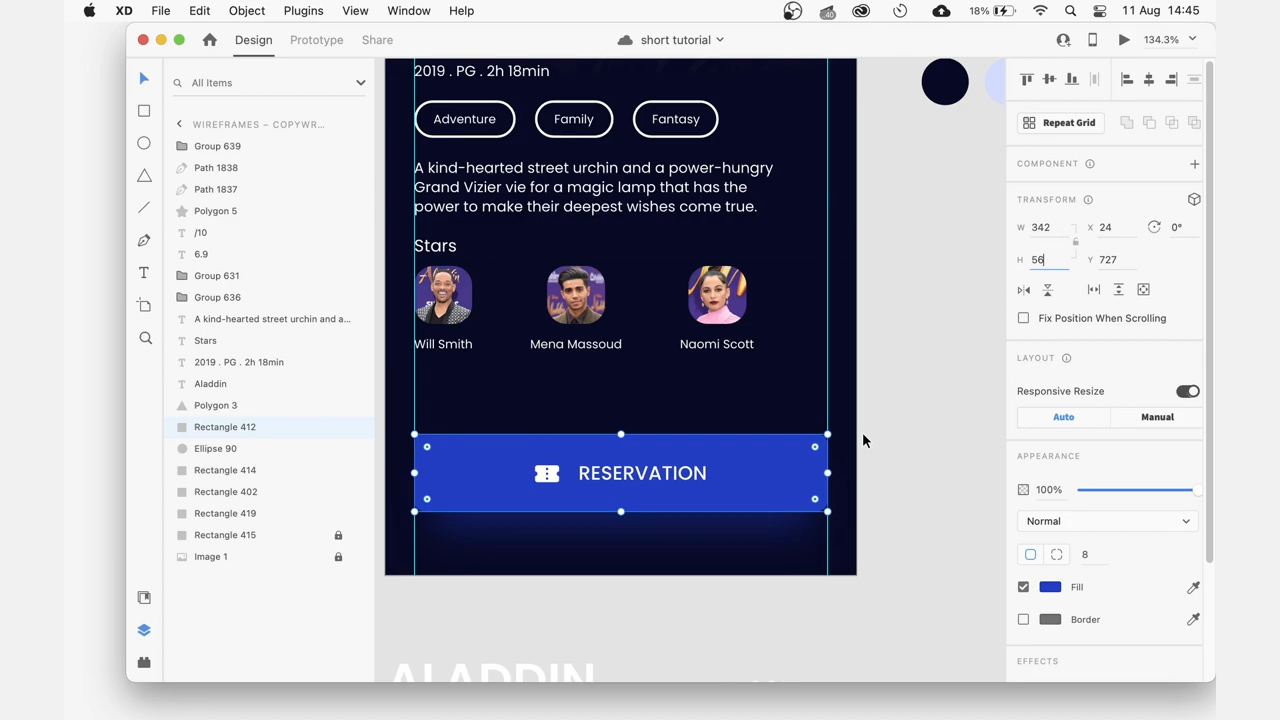 XD File Edit Object Plugins View Window Help
40
18%
11 Aug 14:45
Design Prototype Share
short tutorial
134.3%
All Items
WIREFRAMES – COPYWR...
Group 639
Path 1838
Path 1837
Polygon 5
/10
6.9
Group 631
Group 636
A kind-hearted street urchin and a...
Stars
2019 . PG . 2h 18min
Aladdin
Polygon 3
Rectangle 412
Ellipse 90
Rectangle 414
Rectangle 402
Rectangle 419
Rectangle 415
Image 1
2019 . PG . 2h 18min
Adventure Family Fantasy
A kind-hearted street urchin and a power-hungry
Grand Vizier vie for a magic lamp that has the
power to make their deepest wishes come true.
Stars
Will Smith Mena Massoud Naomi Scott
RESERVATION
ALADDIN
Repeat Grid
COMPONENT
TRANSFORM
W 342 X 24 0°
H 56 Y 727
Fix Position When Scrolling
LAYOUT
Responsive Resize
Auto Manual
APPEARANCE
100%
Normal
8
Fill
Border
EFFECTS